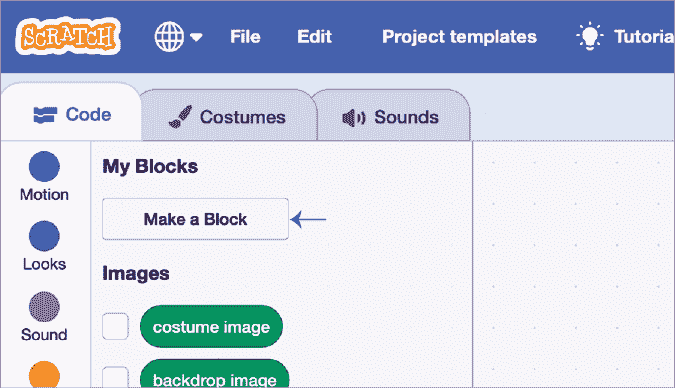 SCRATCH File Edit Project templates Tutoria
Code Costumes Sounds
My Blocks
Motion
Make a Block
Looks
Images
Sound
costume image
backdrop image